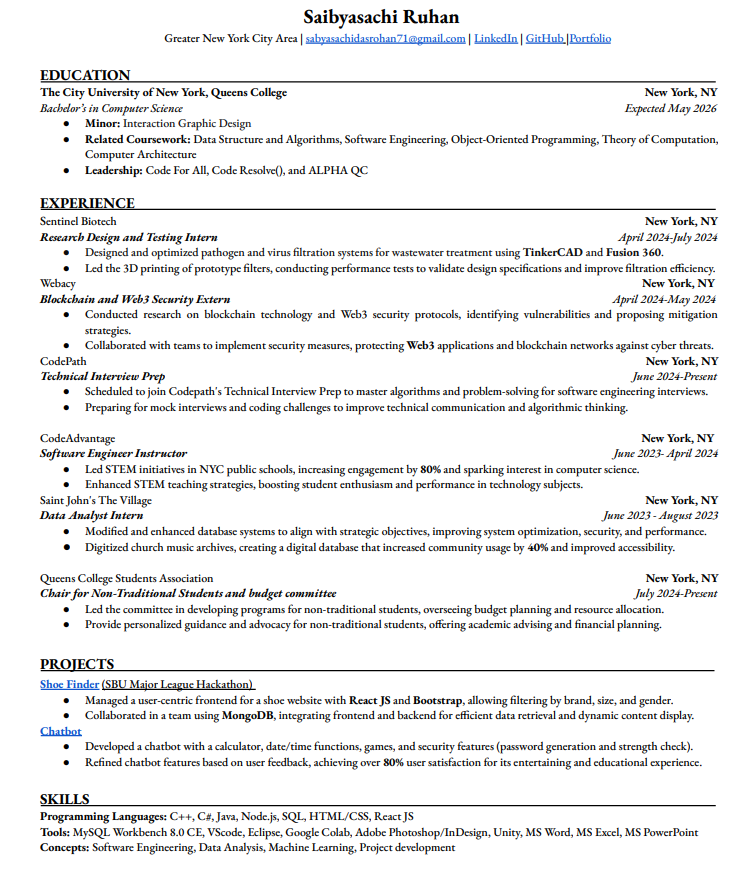 Saibyasachi Ruhan
Greater New York City Area | sabyasachidasrohan71@gmail.com | LinkedIn | GitHub |Portfolio
EDUCATION
The City University of New York, Queens College New York, NY
Bachelor's in Computer Science Expected May 2026
● Minor: Interaction Graphic Design
● Related Coursework: Data Structure and Algorithms, Software Engineering, Object-Oriented Programming, Theory of Computation,
Computer Architecture
● Leadership: Code For All, Code Resolve(), and ALPHA QC
EXPERIENCE
Sentinel Biotech New York, NY
Research Design and Testing Intern April 2024-July 2024
● Designed and optimized pathogen and virus filtration systems for wastewater treatment using TinkerCAD and Fusion 360.
● Led the 3D printing of prototype filters, conducting performance tests to validate design specifications and improve filtration efficiency.
Webacy New York, NY
Blockchain and Web3 Security Extern April 2024-May 2024
● Conducted research on blockchain technology and Web3 security protocols, identifying vulnerabilities and proposing mitigation
strategies.
● Collaborated with teams to implement security measures, protecting Web3 applications and blockchain networks against cyber threats.
CodePath New York, NY
Technical Interview Prep June 2024-Present
● Scheduled to join Codepath's Technical Interview Prep to master algorithms and problem-solving for software engineering interviews.
● Preparing for mock interviews and coding challenges to improve technical communication and algorithmic thinking.
CodeAdvantage New York, NY
Software Engineer Instructor June 2023- April 2024
● Led STEM initiatives in NYC public schools, increasing engagement by 80% and sparking interest in computer science.
● Enhanced STEM teaching strategies, boosting student enthusiasm and performance in technology subjects.
Saint John's The Village New York, NY
Data Analyst Intern June 2023 - August 2023
● Modified and enhanced database systems to align with strategic objectives, improving system optimization, security, and performance.
● Digitized church music archives, creating a digital database that increased community usage by 40% and improved accessibility.
Queens College Students Association New York, NY
Chair for Non-Traditional Students and budget committee July 2024-Present
● Led the committee in developing programs for non-traditional students, overseeing budget planning and resource allocation.
● Provide personalized guidance and advocacy for non-traditional students, offering academic advising and financial planning.
PROJECTS
Shoe Finder (SBU Major League Hackathon)
● Managed a user-centric frontend for a shoe website with React JS and Bootstrap, allowing filtering by brand, size, and gender.
● Collaborated in a team using MongoDB, integrating frontend and backend for efficient data retrieval and dynamic content display.
Chatbot
● Developed a chatbot with a calculator, date/time functions, games, and security features (password generation and strength check).
● Refined chatbot features based on user feedback, achieving over 80% user satisfaction for its entertaining and educational experience.
SKILLS
Programming Languages: C++, C#, Java, Node.js, SQL, HTML/CSS, React JS
Tools: MySQL Workbench 8.0 CE, VScode, Eclipse, Google Colab, Adobe Photoshop/InDesign, Unity, MS Word, MS Excel, MS PowerPoint
Concepts: Software Engineering, Data Analysis, Machine Learning, Project development